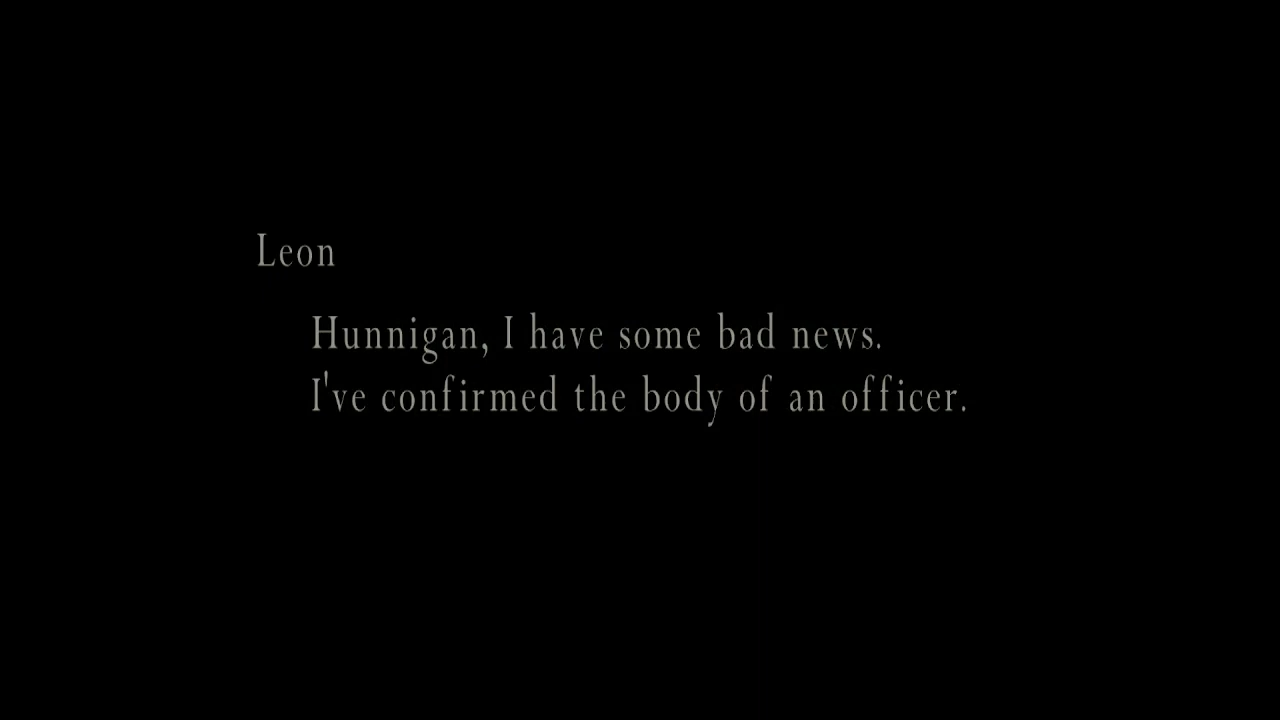 Leon
Hunnigan, I have some bad news.
I've confirmed the body of an officer.